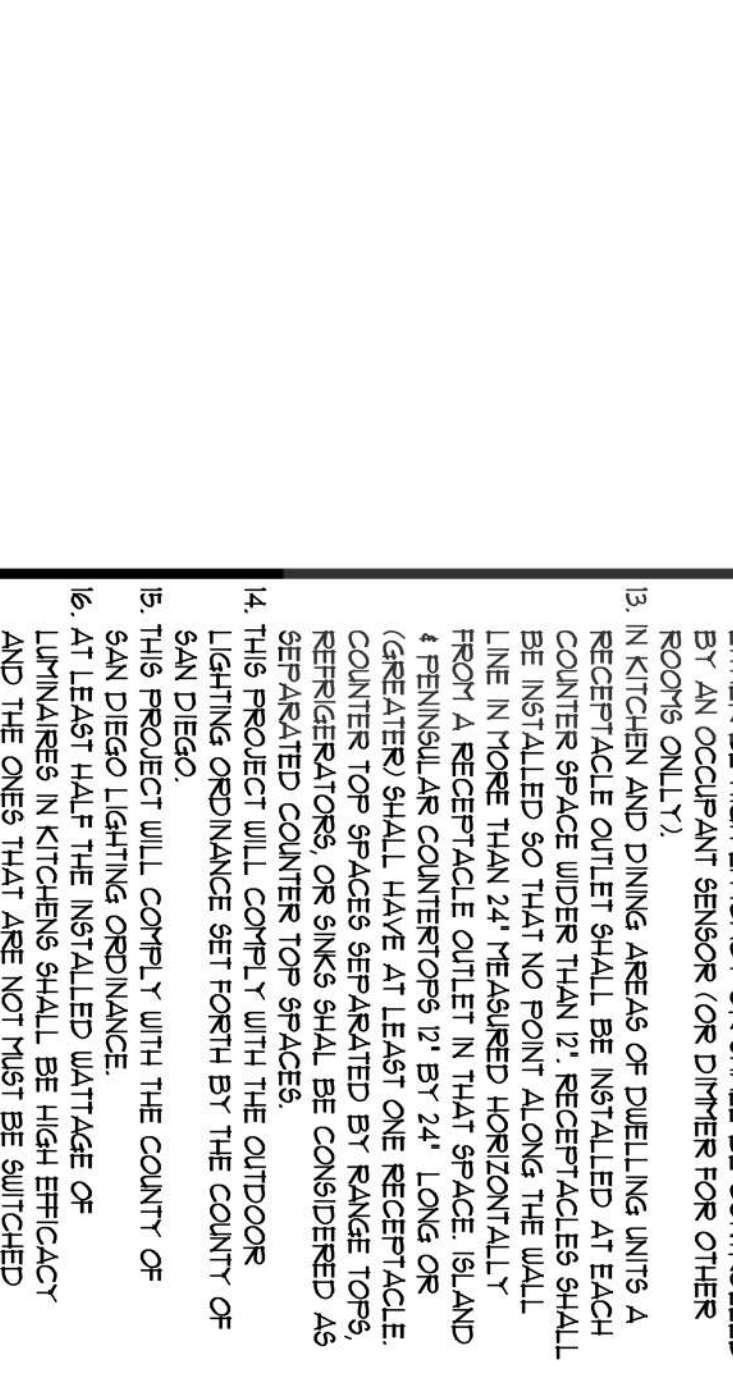 BY AN OCCUPANT SENSOR (OR DIMMER FOR OTHER
ROOMS ONLLY).
13. IN KITCHEN AND DINING AREAS OF DWELLING UNITS A
RECEPTACLE OUTLET SHALL BE INSTALLED AT EACH
COUNTER SPACE WIDER THAN 12". RECEPTACLES SHALL
BE INSTALLED SO THAT NO POINT ALONG THE WALL
LINE IN MORE THAN 24" MEASURED HORIZONTALLY
FROM A RECEPTACLE OUTLET IN THAT SPACE. ISLAND
& PENINSULAR COUNTERTOPS 12" BY 24" LONG OR
(GREATER) SHALL HAVE AT LEAST ONE RECEPTACLE.
COUNTER TOP SPACES SEPARATED BY RANGE TOPS,
REFRIGERATORS, OR SINKS SHAL BE CONSIDERED AS
SEPARATED COUNTER TOP SPACES.
14. THIS PROJECT WILL COMPLY WITH THE OUTDOOR
LIGHTING ORDINANCE SET FORTH BY THE COUNTY OF
SAN DIEGO.
15. THIS PROJECT WILL COMPLY WITH THE COUNTY OF
SAN DIEGO LIGHTING ORDINANCE.
16. AT LEAST HALF THE INSTALLED WATTAGE OF
LUMINAIRES IN KITCHENS SHALL BE HIGH EFFICACY
AND THE ONES THAT ARE NOT MUST BE SWITCHED